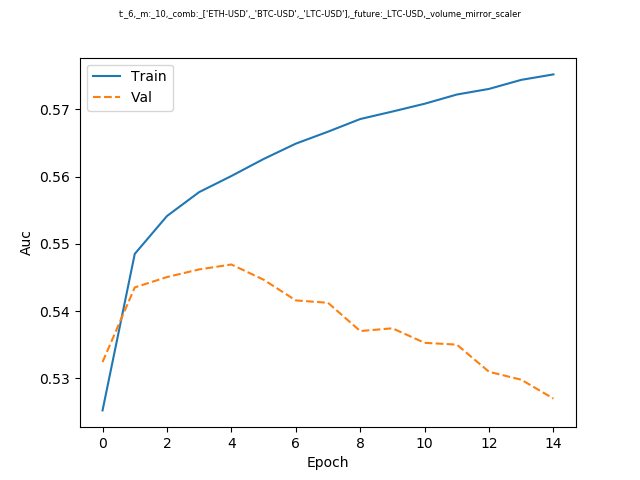 t:_6,_m:_10,_comb:_['ETH-USD',_'BTC-USD',_'LTC-USD'],_future:_LTC-USD,_volume_mirror_scaler
Train
Val
0.57
0.56
0.55
0.54
0.53
Auc
0 2 4 6 8 10 12 14
Epoch